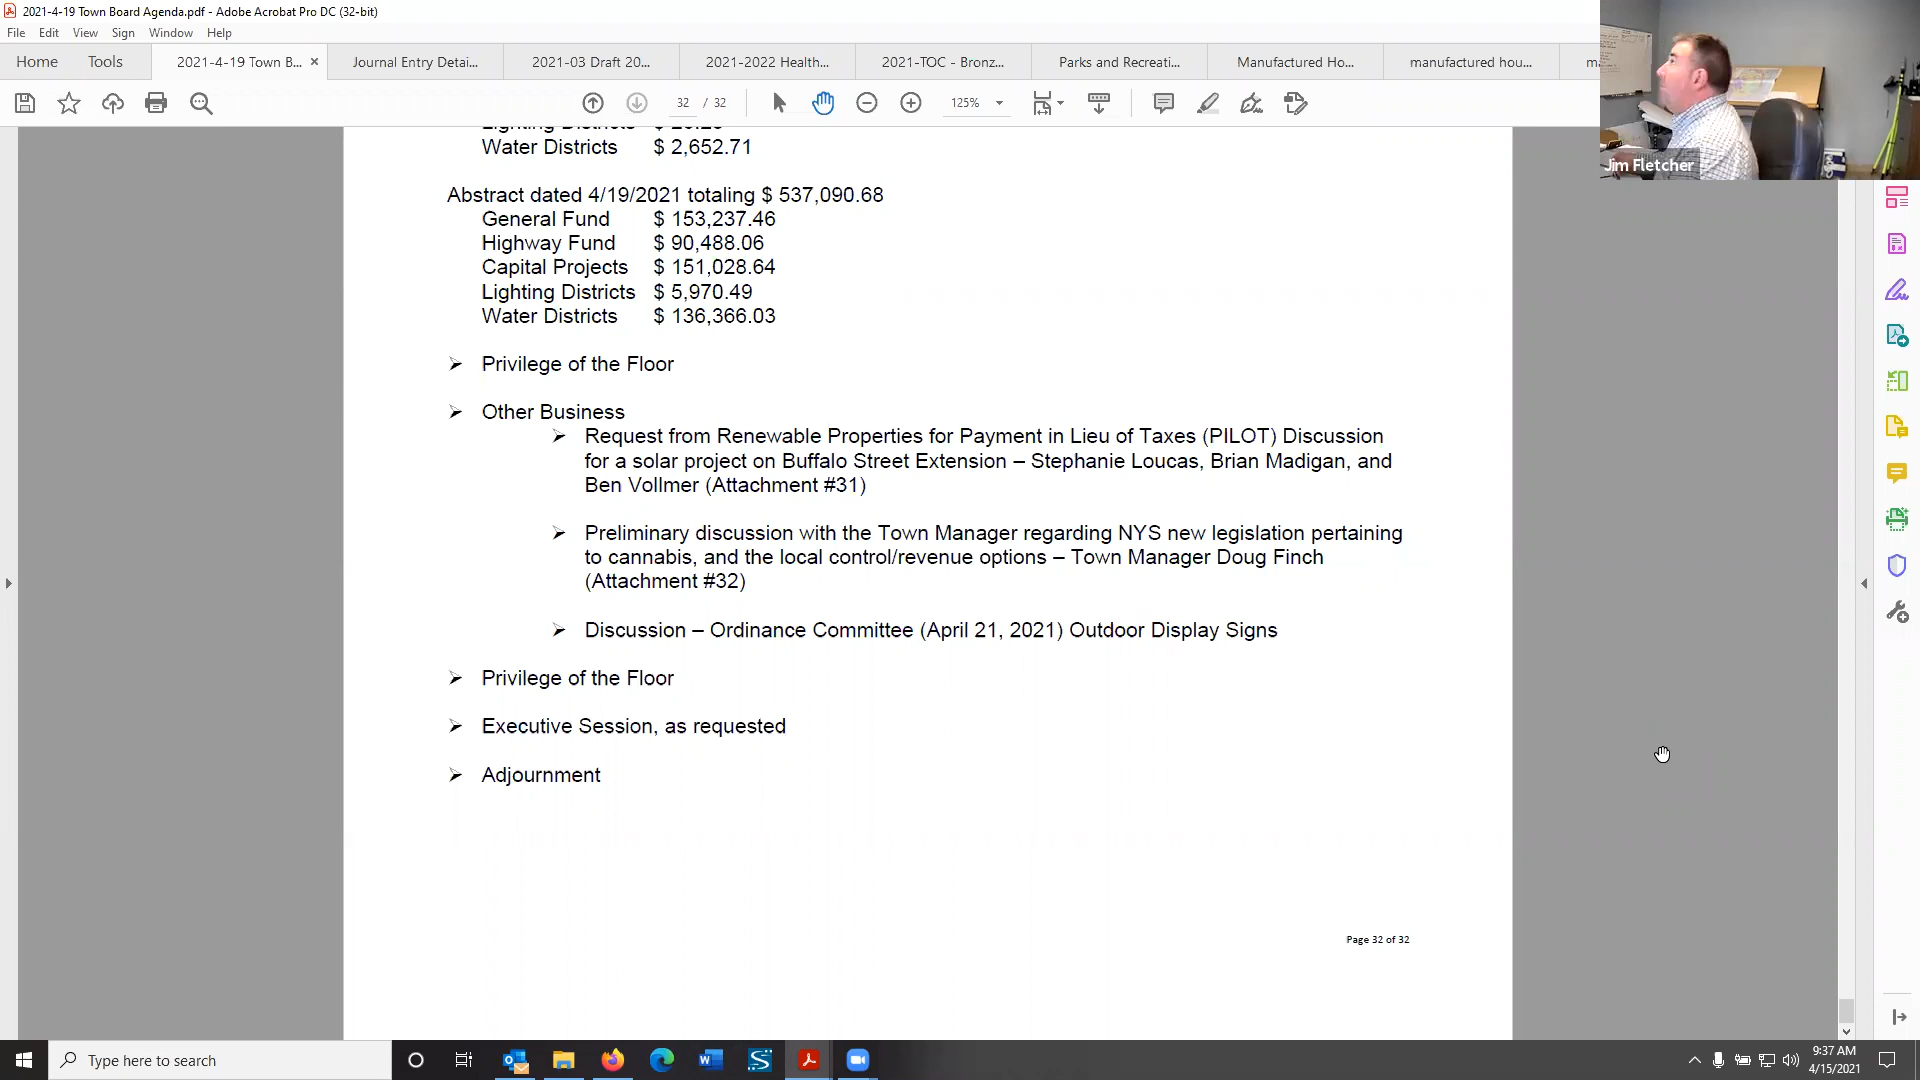 2021-4-19 Town Board Agenda.pdf - Adobe Acrobat Pro DC (32-bit)
File Edit View Sign Window Help
Home Tools 2021-4-19 Town B... × Journal Entry Detai... 2021-03 Draft 20... 2021-2022 Health... 2021-TOC - Bronz... Parks and Recreati... Manufactured Ho... manufactured hou...
32 / 32 125%
Jim Fletcher
Water Districts $ 2,652.71
Abstract dated 4/19/2021 totaling $ 537,090.68
General Fund $ 153,237.46
Highway Fund $ 90,488.06
Capital Projects $ 151,028.64
Lighting Districts $ 5,970.49
Water Districts $ 136,366.03
➢ Privilege of the Floor
➢ Other Business
➢ Request from Renewable Properties for Payment in Lieu of Taxes (PILOT) Discussion
for a solar project on Buffalo Street Extension – Stephanie Loucas, Brian Madigan, and
Ben Vollmer (Attachment #31)
➢ Preliminary discussion with the Town Manager regarding NYS new legislation pertaining
to cannabis, and the local control/revenue options – Town Manager Doug Finch
(Attachment #32)
➢ Discussion – Ordinance Committee (April 21, 2021) Outdoor Display Signs
➢ Privilege of the Floor
➢ Executive Session, as requested
➢ Adjournment
Page 32 of 32
Type here to search
9:37 AM
4/15/2021